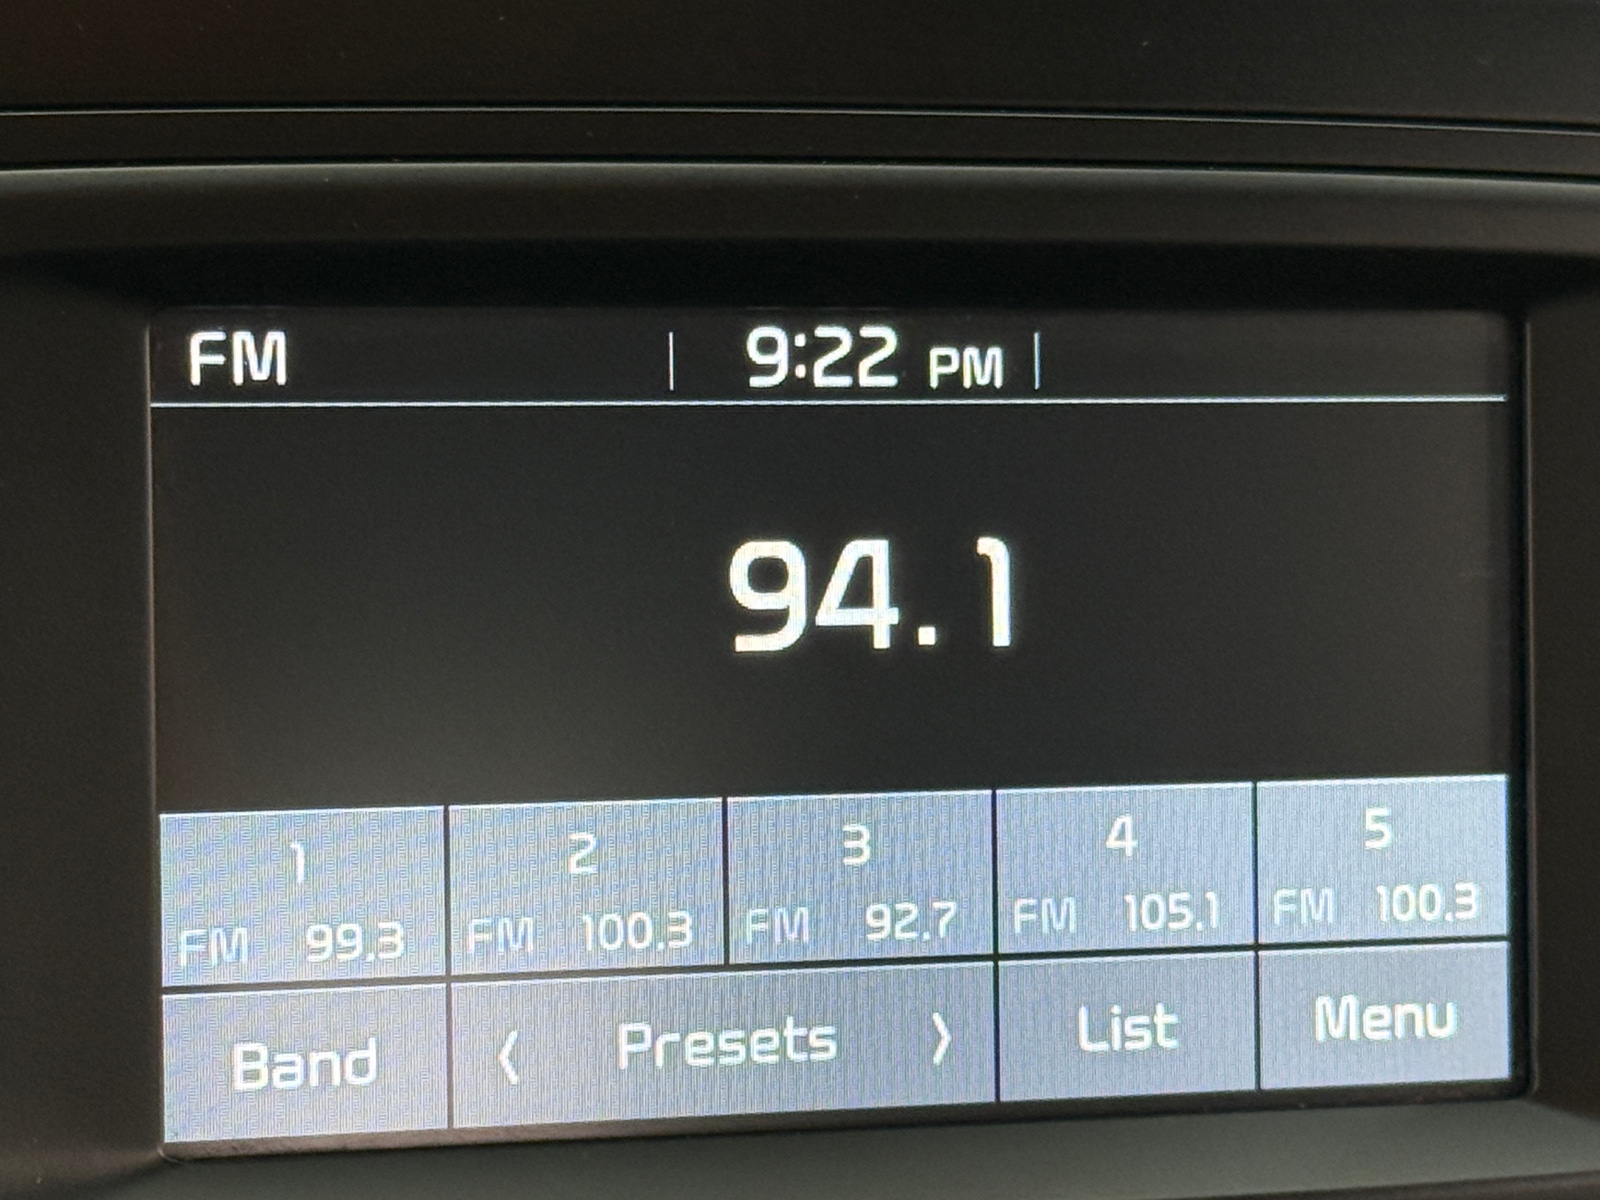 FM 9:22 PM
94.1
1 2 3 4 5
FM 99.3 FM 100.3 FM 92.7 FM 105.1 FM 100.3
Band ⟨ Presets ⟩ List Menu